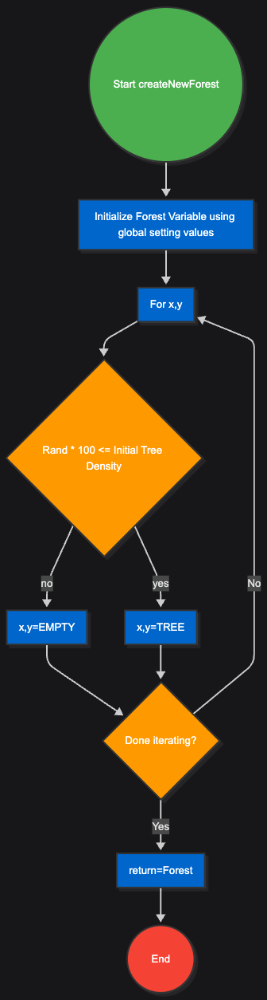 Start createNewForest
Initialize Forest Variable using
global setting values
For x,y
Rand * 100 <= Initial Tree
Density
no
yes
No
x,y=EMPTY
x,y=TREE
Done iterating?
Yes
return=Forest
End